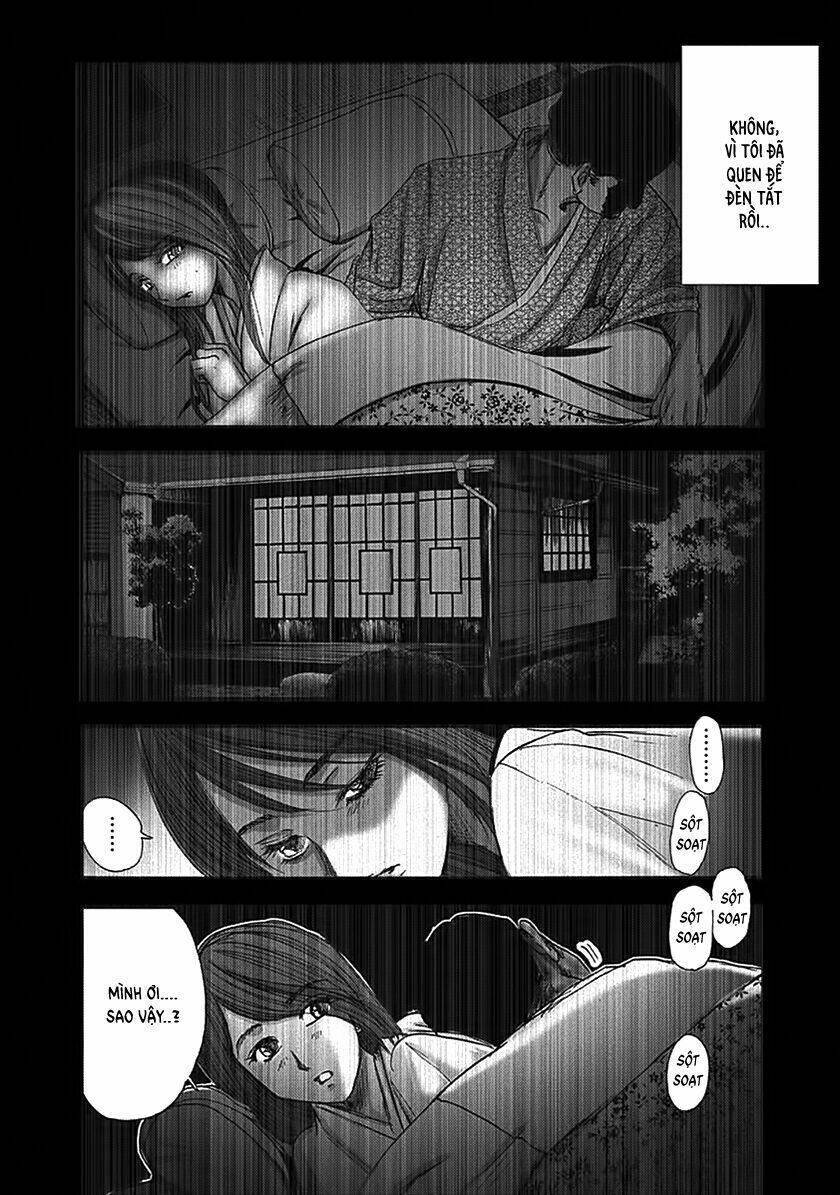 KHÔNG,
VÌ TÔI ĐÃ
QUEN ĐỂ
ĐÈN TẮT
RỒI..
........
SỘT
SOẠT
....
SỘT
SOẠT
SỘT
SOẠT
MÌNH ƠI....
SAO VẬY..?
SỘT
SOẠT